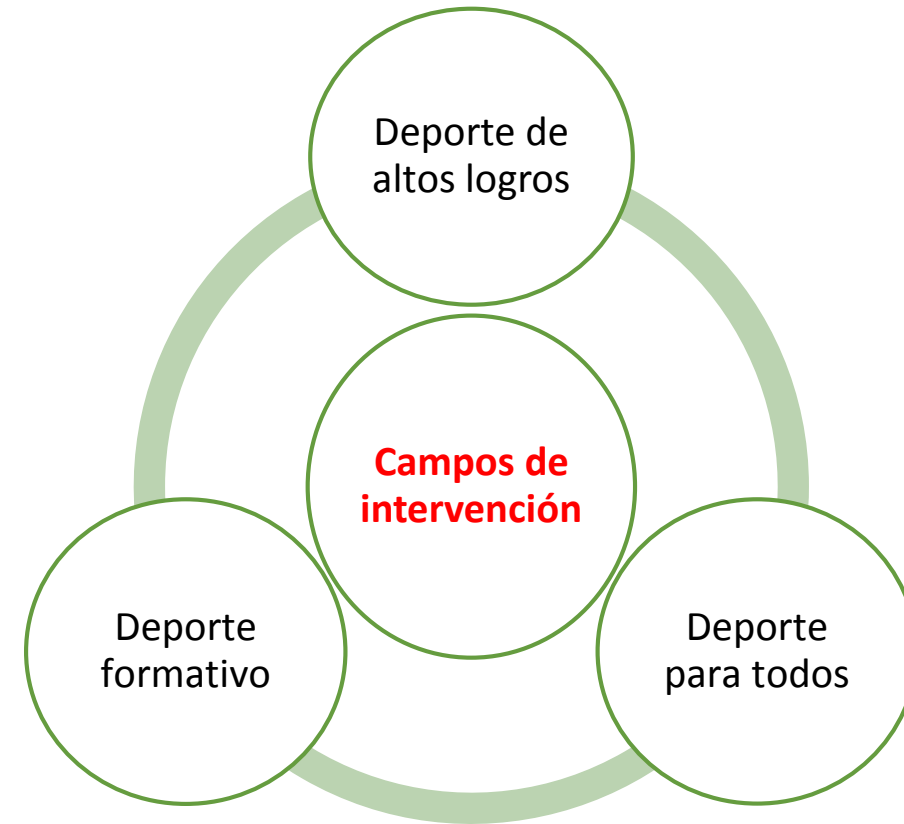 Deporte de
altos logros
Campos de
intervención
Deporte
formativo
Deporte
para todos